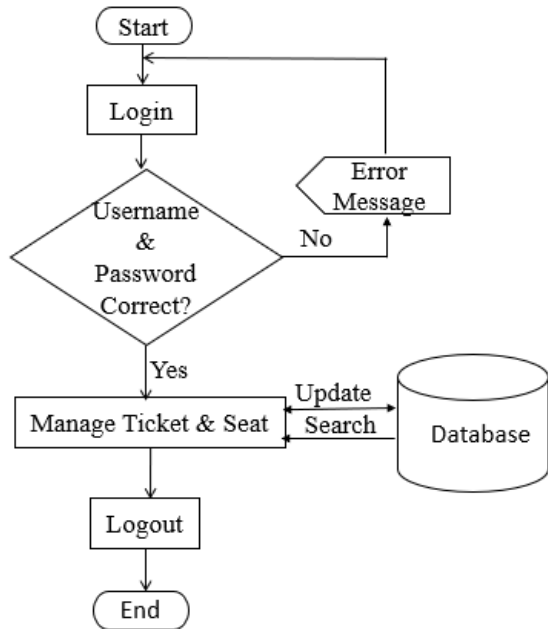 Start
Login
Error
Message
Username
&
Password
Correct?
No
Yes
Manage Ticket & Seat
Update
Search
Database
Logout
End